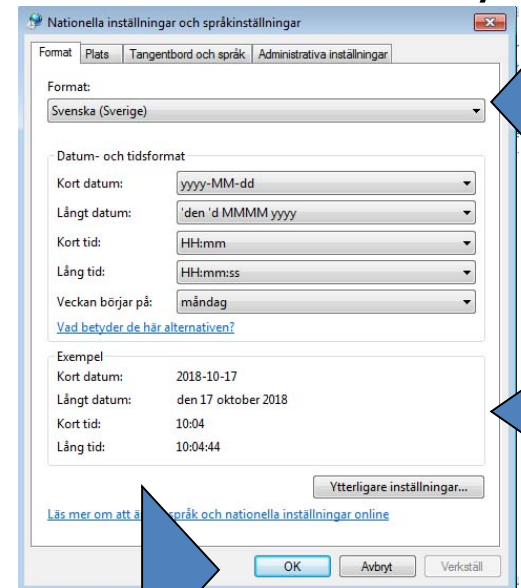 Nationella inställningar och språkinställningar
Format Plats Tangentbord och språk Administrativa inställningar
Format:
Svenska (Sverige)
Datum- och tidsformat
Kort datum: yyyy-MM-dd
Långt datum: 'den 'd MMMM yyyy
Kort tid: HH:mm
Lång tid: HH:mm:ss
Veckan börjar på: måndag
Vad betyder de här alternativen?
Exempel
Kort datum: 2018-10-17
Långt datum: den 17 oktober 2018
Kort tid: 10:04
Lång tid: 10:04:44
Ytterligare inställningar...
Läs mer om att språk och nationella inställningar online
OK Avbryt Verkställ